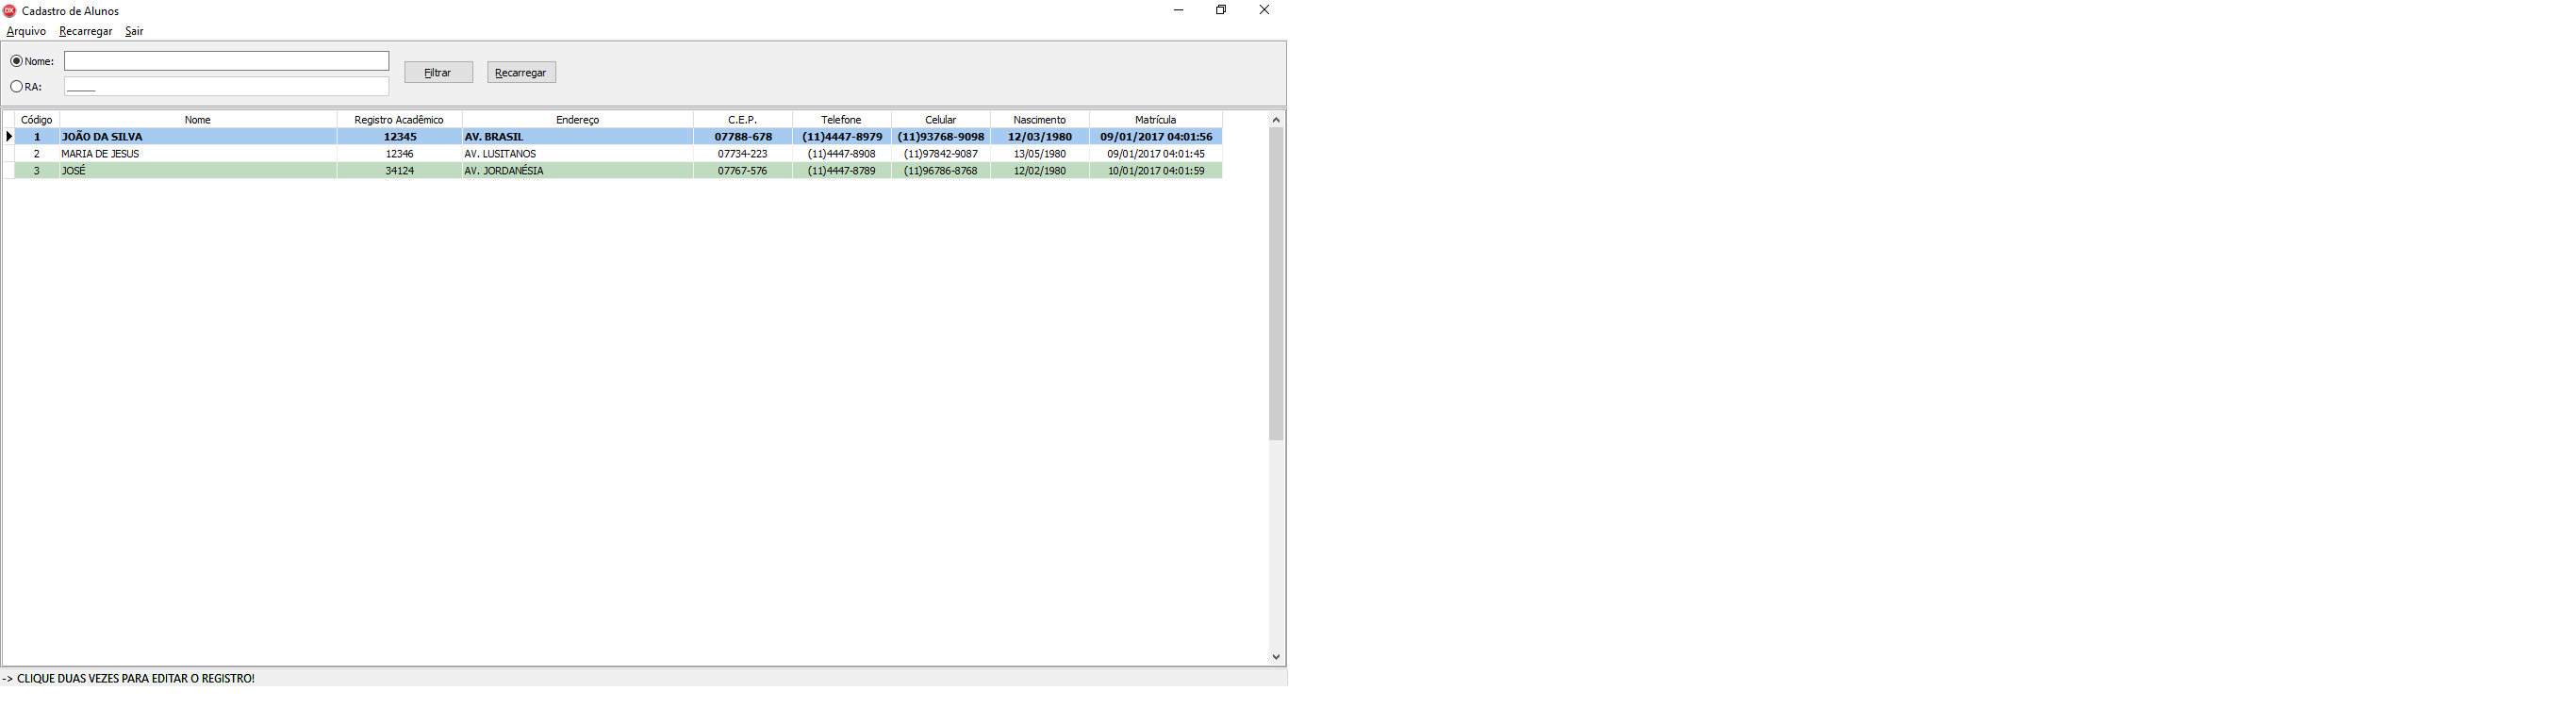 DX Cadastro de Alunos
Arquivo Recarregar Sair
Nome:
Filtrar Recarregar
RA: _____
Código Nome Registro Acadêmico Endereço C.E.P. Telefone Celular Nascimento Matrícula
1 JOÃO DA SILVA 12345 AV. BRASIL 07788-678 (11)4447-8979 (11)93768-9098 12/03/1980 09/01/2017 04:01:56
2 MARIA DE JESUS 12346 AV. LUSITANOS 07734-223 (11)4447-8908 (11)97842-9087 13/05/1980 09/01/2017 04:01:45
3 JOSÉ 34124 AV. JORDANÉSIA 07767-576 (11)4447-8789 (11)96786-8768 12/02/1980 10/01/2017 04:01:59
-> CLIQUE DUAS VEZES PARA EDITAR O REGISTRO!